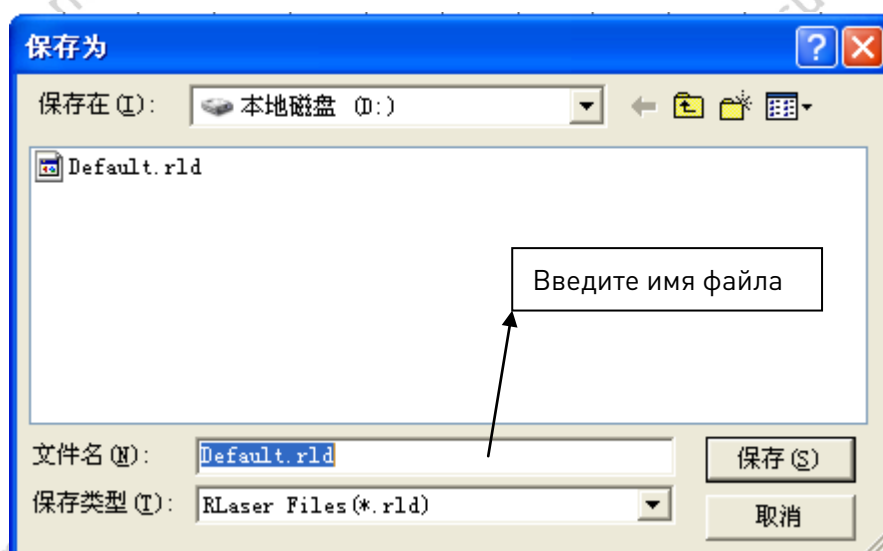 保存为
保存在(I): 本地磁盘 (D:)
Default.rld
Введите имя файла
文件名(N): Default.rld 保存(S)
保存类型(T): RLaser Files(*.rld) 取消